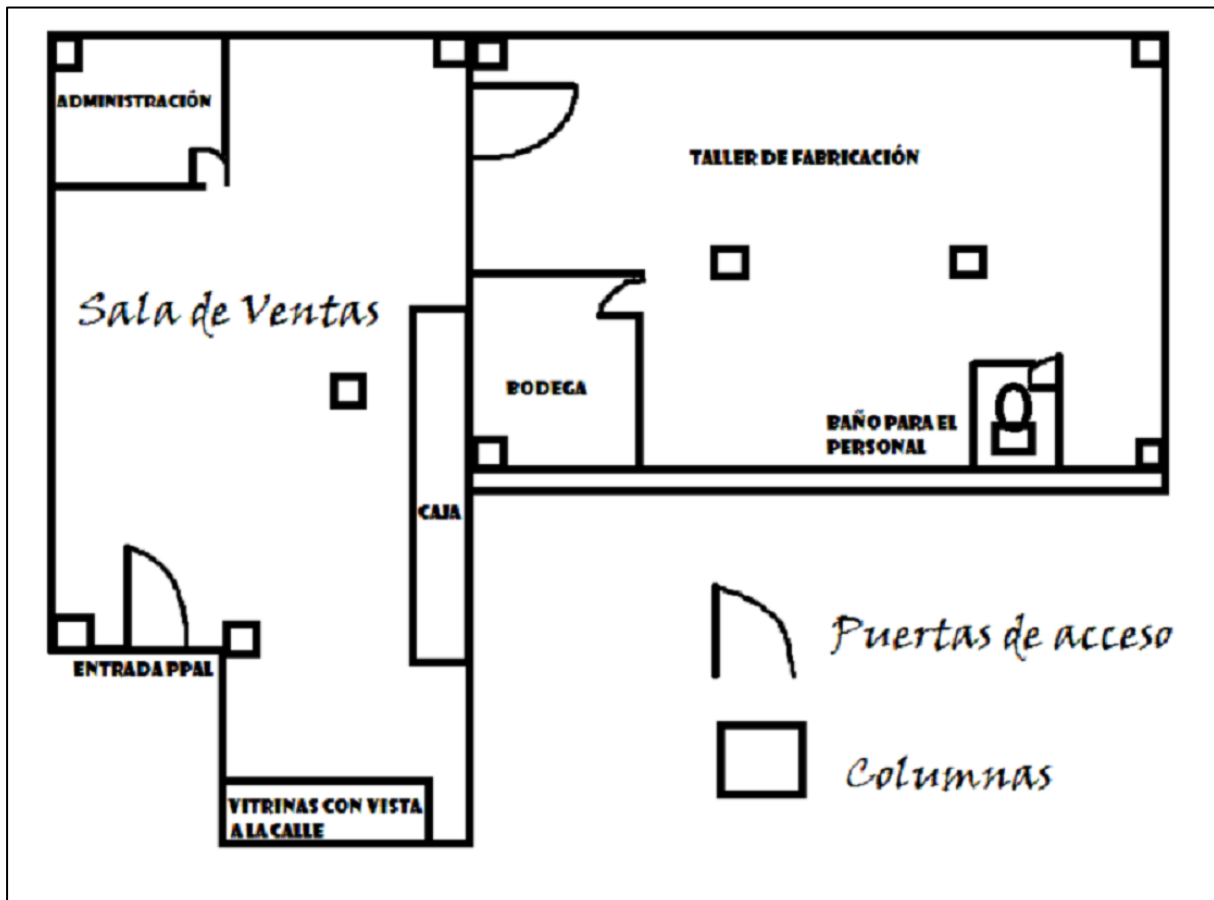 ADMINISTRACIÓN
TALLER DE FABRICACIÓN
Sala de Ventas
BODEGA
BAÑO PARA EL
PERSONAL
CAJA
ENTRADA PPAL
Puertas de acceso
Columnas
VITRINAS CON VISTA
A LA CALLE